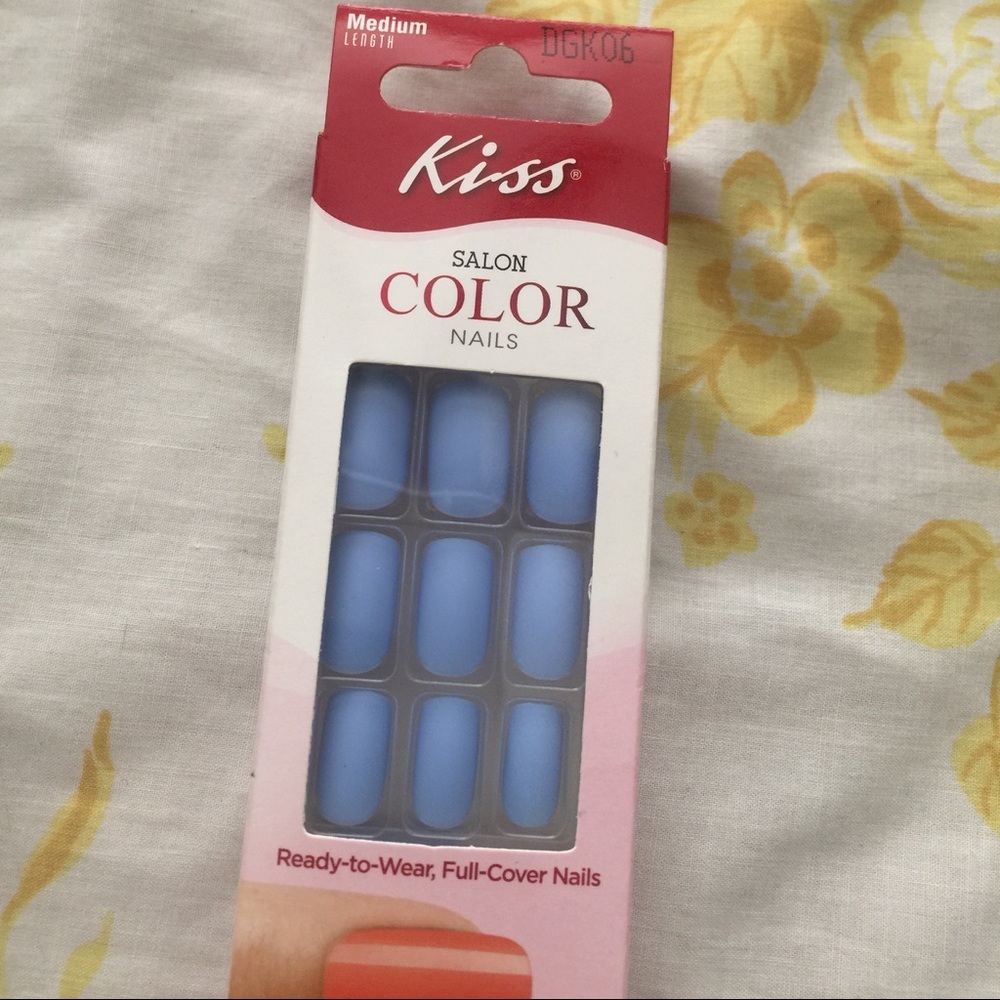 Medium
LENGTH
DGK06
Kiss®
SALON
COLOR
NAILS
Ready-to-Wear, Full-Cover Nails